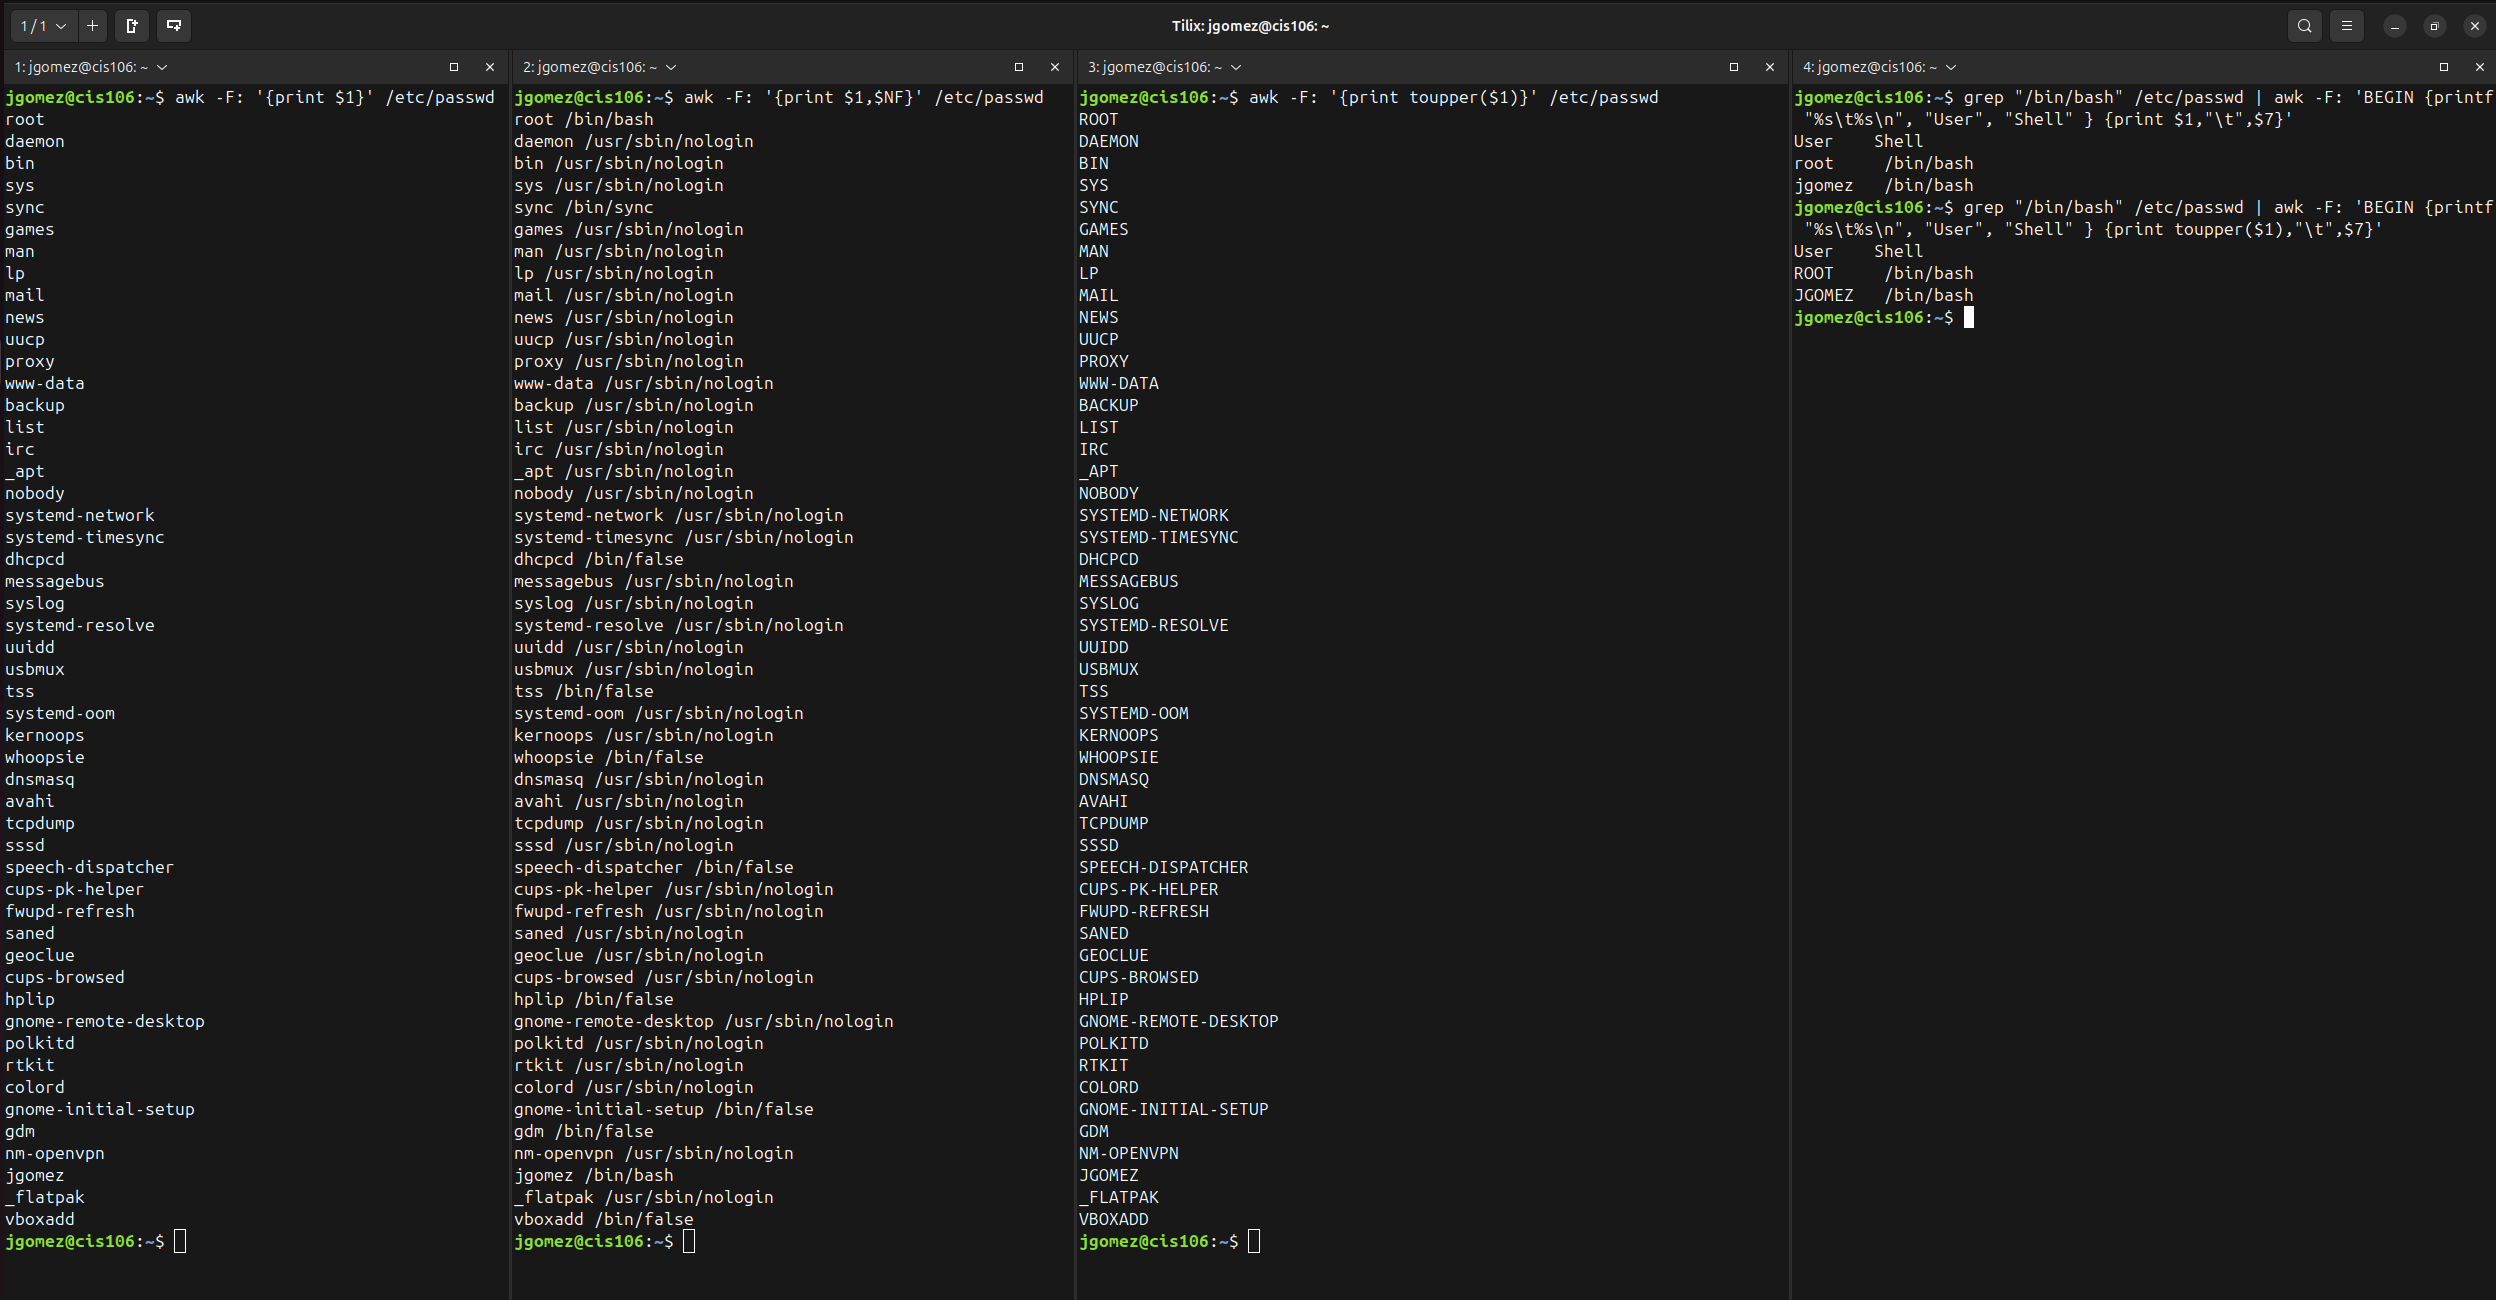 1 / 1
Tilix: jgomez@cis106: ~
1: jgomez@cis106: ~
jgomez@cis106:~$ awk -F: '{print $1}' /etc/passwd
root
daemon
bin
sys
sync
games
man
lp
mail
news
uucp
proxy
www-data
backup
list
irc
_apt
nobody
systemd-network
systemd-timesync
dhcpcd
messagebus
syslog
systemd-resolve
uuidd
usbmux
tss
systemd-oom
kernoops
whoopsie
dnsmasq
avahi
tcpdump
sssd
speech-dispatcher
cups-pk-helper
fwupd-refresh
saned
geoclue
cups-browsed
hplip
gnome-remote-desktop
polkitd
rtkit
colord
gnome-initial-setup
gdm
nm-openvpn
jgomez
_flatpak
vboxadd
jgomez@cis106:~$
2: jgomez@cis106: ~
jgomez@cis106:~$ awk -F: '{print $1,$NF}' /etc/passwd
root /bin/bash
daemon /usr/sbin/nologin
bin /usr/sbin/nologin
sys /usr/sbin/nologin
sync /bin/sync
games /usr/sbin/nologin
man /usr/sbin/nologin
lp /usr/sbin/nologin
mail /usr/sbin/nologin
news /usr/sbin/nologin
uucp /usr/sbin/nologin
proxy /usr/sbin/nologin
www-data /usr/sbin/nologin
backup /usr/sbin/nologin
list /usr/sbin/nologin
irc /usr/sbin/nologin
_apt /usr/sbin/nologin
nobody /usr/sbin/nologin
systemd-network /usr/sbin/nologin
systemd-timesync /usr/sbin/nologin
dhcpcd /bin/false
messagebus /usr/sbin/nologin
syslog /usr/sbin/nologin
systemd-resolve /usr/sbin/nologin
uuidd /usr/sbin/nologin
usbmux /usr/sbin/nologin
tss /bin/false
systemd-oom /usr/sbin/nologin
kernoops /usr/sbin/nologin
whoopsie /bin/false
dnsmasq /usr/sbin/nologin
avahi /usr/sbin/nologin
tcpdump /usr/sbin/nologin
sssd /usr/sbin/nologin
speech-dispatcher /bin/false
cups-pk-helper /usr/sbin/nologin
fwupd-refresh /usr/sbin/nologin
saned /usr/sbin/nologin
geoclue /usr/sbin/nologin
cups-browsed /usr/sbin/nologin
hplip /bin/false
gnome-remote-desktop /usr/sbin/nologin
polkitd /usr/sbin/nologin
rtkit /usr/sbin/nologin
colord /usr/sbin/nologin
gnome-initial-setup /bin/false
gdm /bin/false
nm-openvpn /usr/sbin/nologin
jgomez /bin/bash
_flatpak /usr/sbin/nologin
vboxadd /bin/false
jgomez@cis106:~$
3: jgomez@cis106: ~
jgomez@cis106:~$ awk -F: '{print toupper($1)}' /etc/passwd
ROOT
DAEMON
BIN
SYS
SYNC
GAMES
MAN
LP
MAIL
NEWS
UUCP
PROXY
WWW-DATA
BACKUP
LIST
IRC
_APT
NOBODY
SYSTEMD-NETWORK
SYSTEMD-TIMESYNC
DHCPCD
MESSAGEBUS
SYSLOG
SYSTEMD-RESOLVE
UUIDD
USBMUX
TSS
SYSTEMD-OOM
KERNOOPS
WHOOPSIE
DNSMASQ
AVAHI
TCPDUMP
SSSD
SPEECH-DISPATCHER
CUPS-PK-HELPER
FWUPD-REFRESH
SANED
GEOCLUE
CUPS-BROWSED
HPLIP
GNOME-REMOTE-DESKTOP
POLKITD
RTKIT
COLORD
GNOME-INITIAL-SETUP
GDM
NM-OPENVPN
JGOMEZ
_FLATPAK
VBOXADD
jgomez@cis106:~$
4: jgomez@cis106: ~
jgomez@cis106:~$ grep "/bin/bash" /etc/passwd | awk -F: 'BEGIN {printf
"%s\t%s\n", "User", "Shell" } {print $1,"\t",$7}'
User    Shell
root     /bin/bash
jgomez   /bin/bash
jgomez@cis106:~$ grep "/bin/bash" /etc/passwd | awk -F: 'BEGIN {printf
"%s\t%s\n", "User", "Shell" } {print toupper($1),"\t",$7}'
User    Shell
ROOT     /bin/bash
JGOMEZ   /bin/bash
jgomez@cis106:~$